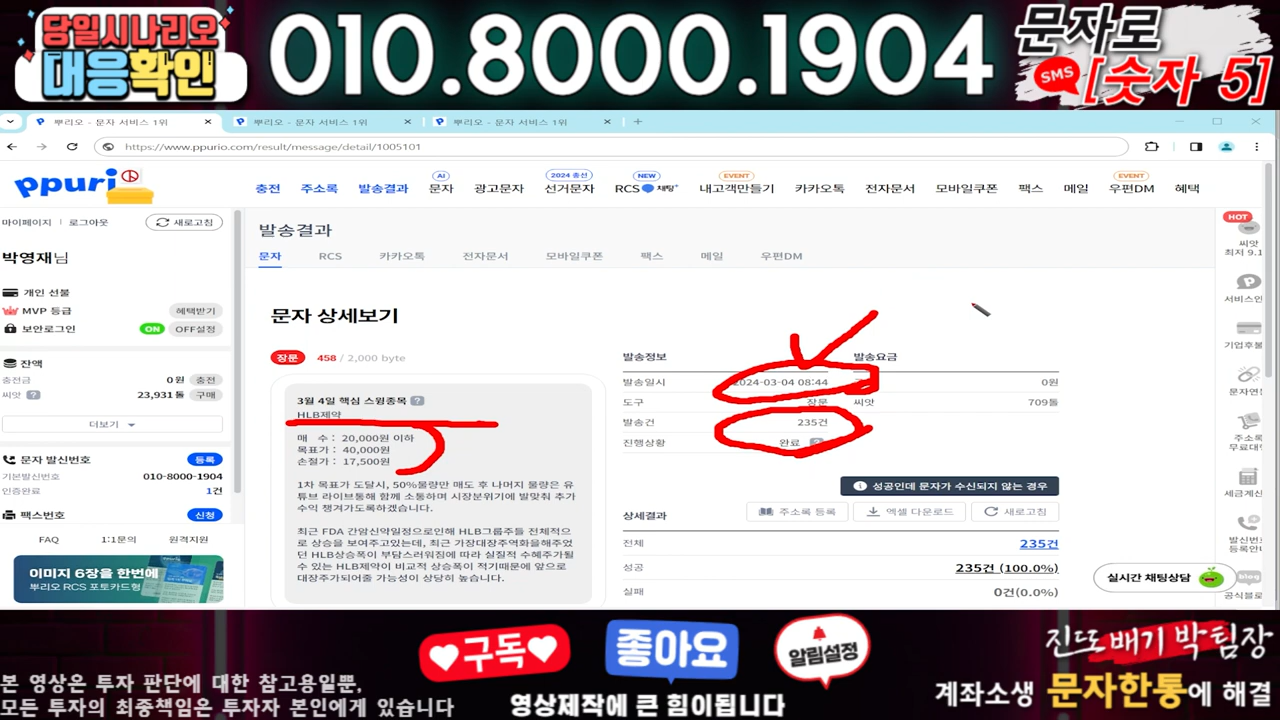 당일시나리오
대응확인
010.8000.1904
문자로
SMS [숫자 5]
뿌리오 - 문자 서비스 1위
뿌리오 - 문자 서비스 1위
뿌리오 - 문자 서비스 1위
https://www.ppurio.com/result/message/detail/1005101
ppuri
충전
주소록
발송결과
AI
문자
광고문자
2024 총선
선거문자
NEW
RCS 채팅+
EVENT
내고객만들기
카카오톡
전자문서
모바일쿠폰
팩스
메일
EVENT
우편DM
혜택
마이페이지 | 로그아웃
새로고침
박영재님
개인 선불
MVP 등급
혜택받기
보안로그인
ON
OFF설정
잔액
충전금
0원
충전
씨앗
23,931 톨
구매
더보기
문자 발신번호
등록
기본발신번호
010-8000-1904
인증완료
1건
팩스번호
신청
FAQ
1:1문의
원격지원
이미지 6장을 한번에
뿌리오 RCS 포토카드형
발송결과
문자
RCS
카카오톡
전자문서
모바일쿠폰
팩스
메일
우편DM
문자 상세보기
장문
458 / 2,000 byte
3월 4일 핵심 스윙종목
HLB제약
매 수 : 20,000원 이하
목표가 : 40,000원
손절가 : 17,500원
1차 목표가 도달시, 50%물량만 매도 후 나머지 물량은 유
튜브 라이브통해 함께 소통하며 시장분위기에 발맞춰 추가
수익 챙겨가도록하겠습니다.
최근 FDA 간암신약일정으로인해 HLB그룹주들 전체적으
로 상승을 보여주고있는데, 최근 가장대장주역화을해주었
던 HLB상승폭이 부담스러워짐에 따라 실질적 수혜주가될
수 있는 HLB제약이 비교적 상승폭이 적기때문에 앞으로
대장주가되어줄 가능성이 상당히 높습니다.
발송정보
발송일시
2024-03-04 08:44
도구
장문
발송건
235건
진행상황
완료
발송요금
0원
씨앗
709톨
성공인데 문자가 수신되지 않는 경우
상세결과
주소록 등록
엑셀 다운로드
새로고침
전체
235건
성공
235건 (100.0%)
실패
0건(0.0%)
HOT
씨앗
최저 9.1
서비스인
기업후불
문자연동
주소록
무료대행
세금계산
발신번호
등록안내
blog
공식블로
실시간 채팅상담
본 영상은 투자 판단에 대한 참고용일뿐,
모든 투자의 최종책임은 투자자 본인에게 있습니다
구독
좋아요
알림설정
영상제작에 큰 힘이됩니다
진또배기 박팀장
계좌소생 문자한통에 해결